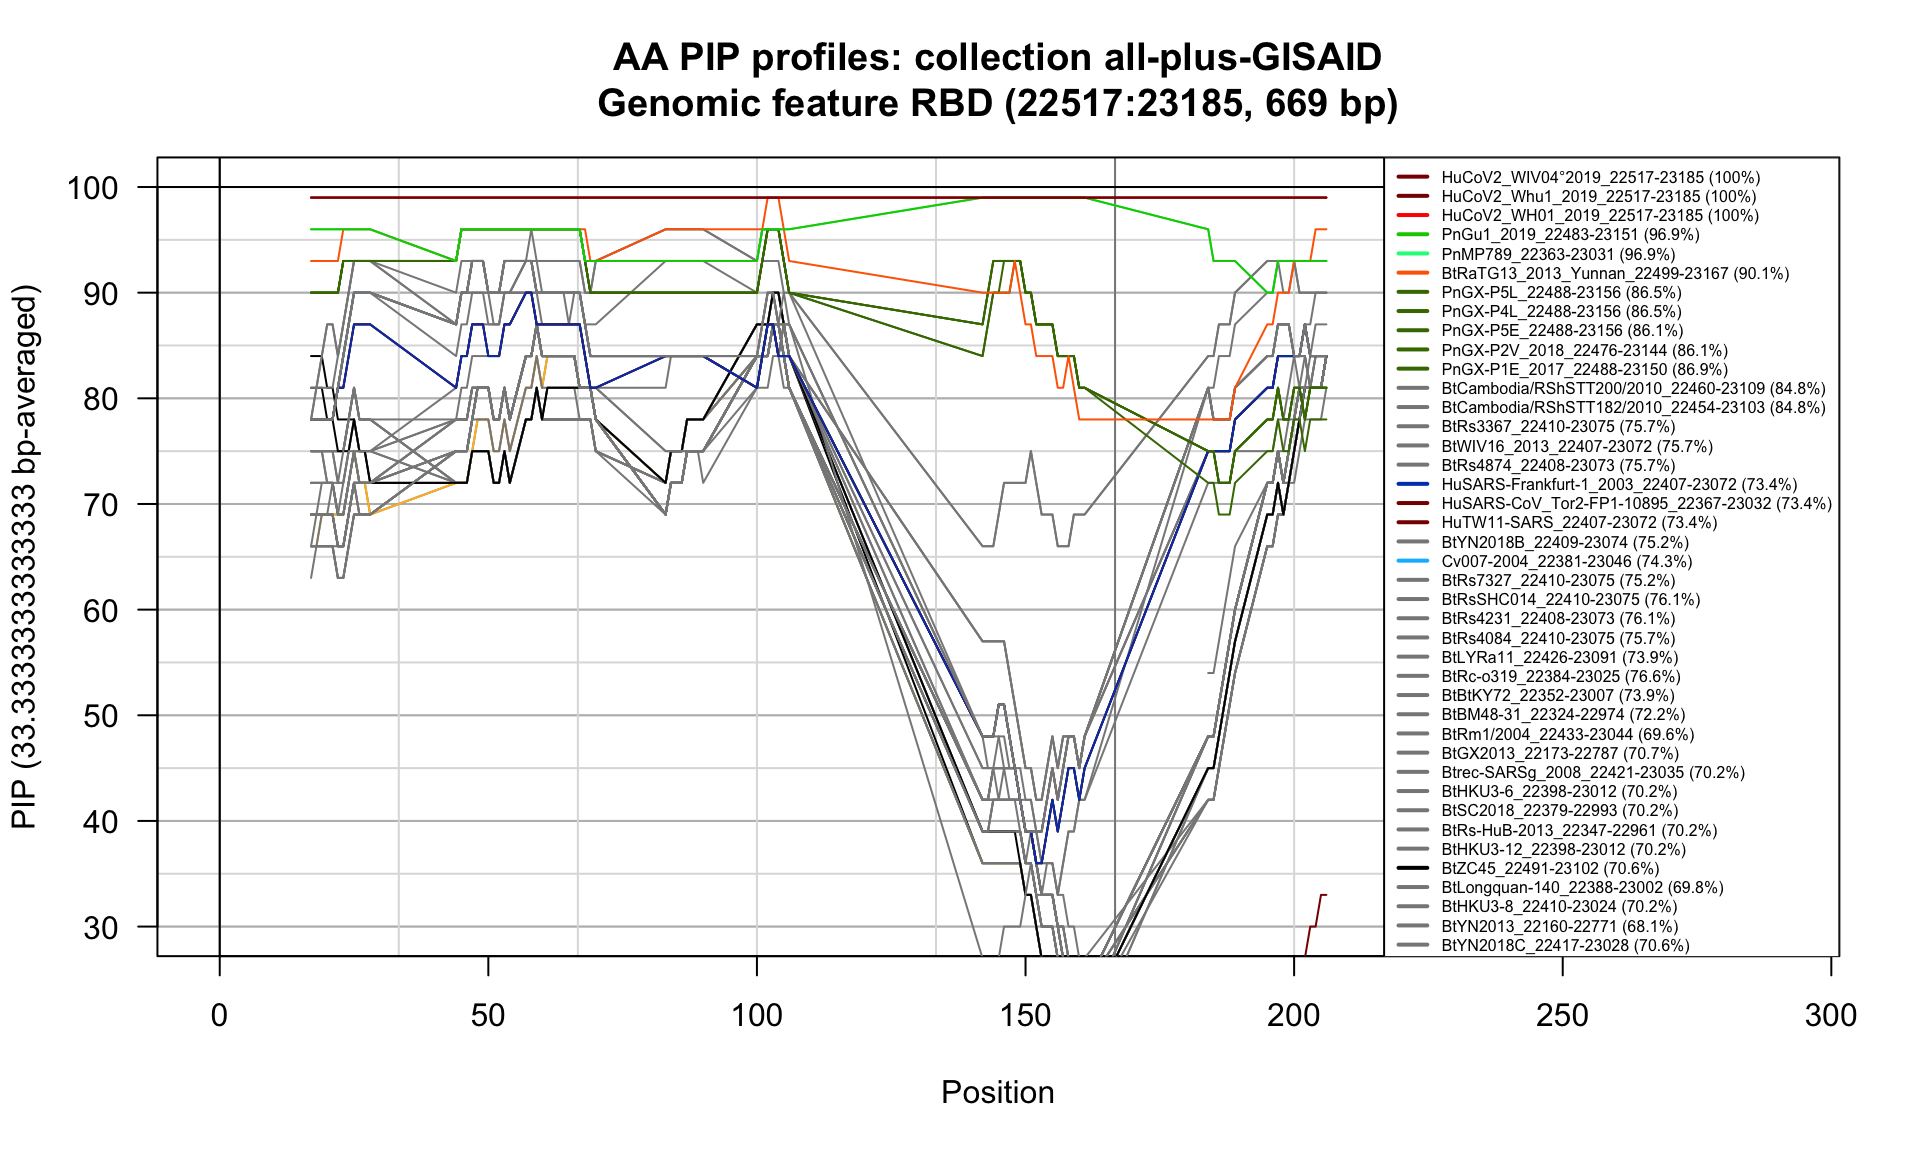 AA PIP profiles: collection all-plus-GISAID
Genomic feature RBD (22517:23185, 669 bp)
PIP (33.3333333333333 bp-averaged)
100
90
80
70
60
50
40
30
HuCoV2_WIV04°2019_22517-23185 (100%)
HuCoV2_Whu1_2019_22517-23185 (100%)
HuCoV2_WH01_2019_22517-23185 (100%)
PnGu1_2019_22483-23151 (96.9%)
PnMP789_22363-23031 (96.9%)
BtRaTG13_2013_Yunnan_22499-23167 (90.1%)
PnGX-P5L_22488-23156 (86.5%)
PnGX-P4L_22488-23156 (86.5%)
PnGX-P5E_22488-23156 (86.1%)
PnGX-P2V_2018_22476-23144 (86.1%)
PnGX-P1E_2017_22488-23150 (86.9%)
BtCambodia/RShSTT200/2010_22460-23109 (84.8%)
BtCambodia/RShSTT182/2010_22454-23103 (84.8%)
BtRs3367_22410-23075 (75.7%)
BtWIV16_2013_22407-23072 (75.7%)
BtRs4874_22408-23073 (75.7%)
HuSARS-Frankfurt-1_2003_22407-23072 (73.4%)
HuSARS-CoV_Tor2-FP1-10895_22367-23032 (73.4%)
HuTW11-SARS_22407-23072 (73.4%)
BtYN2018B_22409-23074 (75.2%)
Cv007-2004_22381-23046 (74.3%)
BtRs7327_22410-23075 (75.2%)
BtRsSHC014_22410-23075 (76.1%)
BtRs4231_22408-23073 (76.1%)
BtRs4084_22410-23075 (75.7%)
BtLYRa11_22426-23091 (73.9%)
BtRc-o319_22384-23025 (76.6%)
BtBtKY72_22352-23007 (73.9%)
BtBM48-31_22324-22974 (72.2%)
BtRm1/2004_22433-23044 (69.6%)
BtGX2013_22173-22787 (70.7%)
Btrec-SARSg_2008_22421-23035 (70.2%)
BtHKU3-6_22398-23012 (70.2%)
BtSC2018_22379-22993 (70.2%)
BtRs-HuB-2013_22347-22961 (70.2%)
BtHKU3-12_22398-23012 (70.2%)
BtZC45_22491-23102 (70.6%)
BtLongquan-140_22388-23002 (69.8%)
BtHKU3-8_22410-23024 (70.2%)
BtYN2013_22160-22771 (68.1%)
BtYN2018C_22417-23028 (70.6%)
0 50 100 150 200 250 300
Position